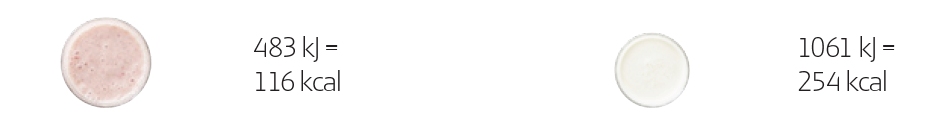 483 kJ =
116 kcal
1061 kJ =
254 kcal